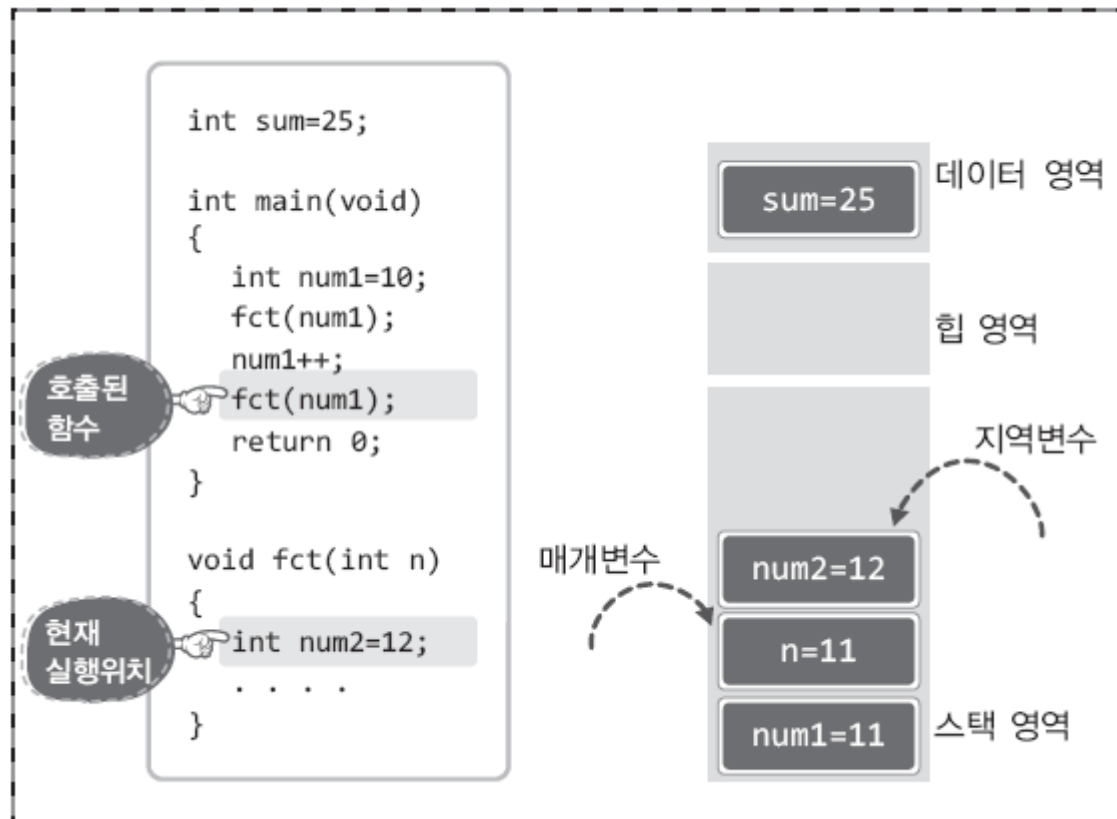 int sum=25;
int main(void)
{
int num1=10;
fct(num1);
num1++;
fct(num1);
return 0;
}
void fct(int n)
{
int num2=12;
. . . .
}
호출된
함수
현재
실행위치
sum=25
데이터 영역
힙 영역
지역변수
매개변수
num2=12
n=11
num1=11
스택 영역